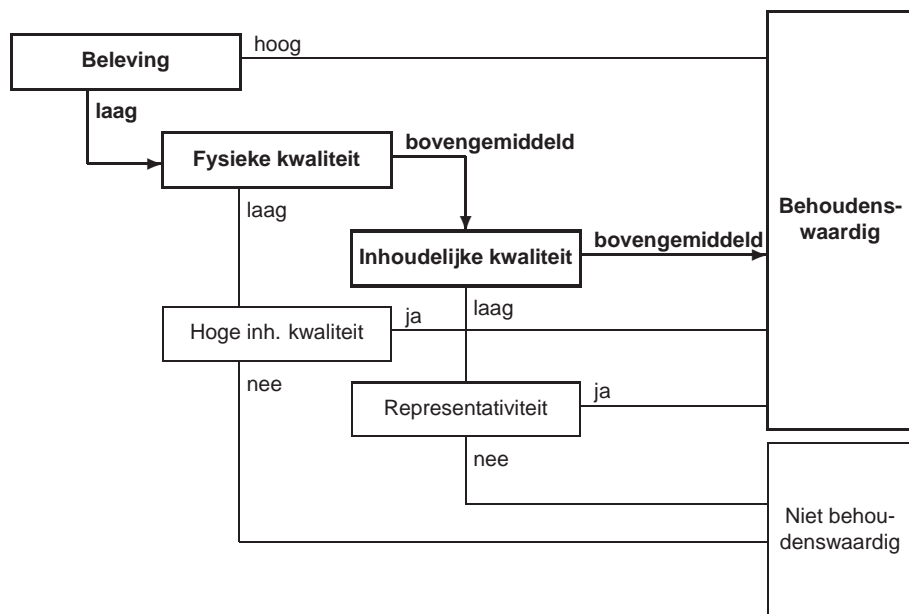 hoog
Beleving
laag
bovengemiddeld
Fysieke kwaliteit
laag
Behoudens-
waardig
bovengemiddeld
Inhoudelijke kwaliteit
laag
ja
Hoge inh. kwaliteit
nee
ja
Representativiteit
nee
Niet behou-
denswaardig